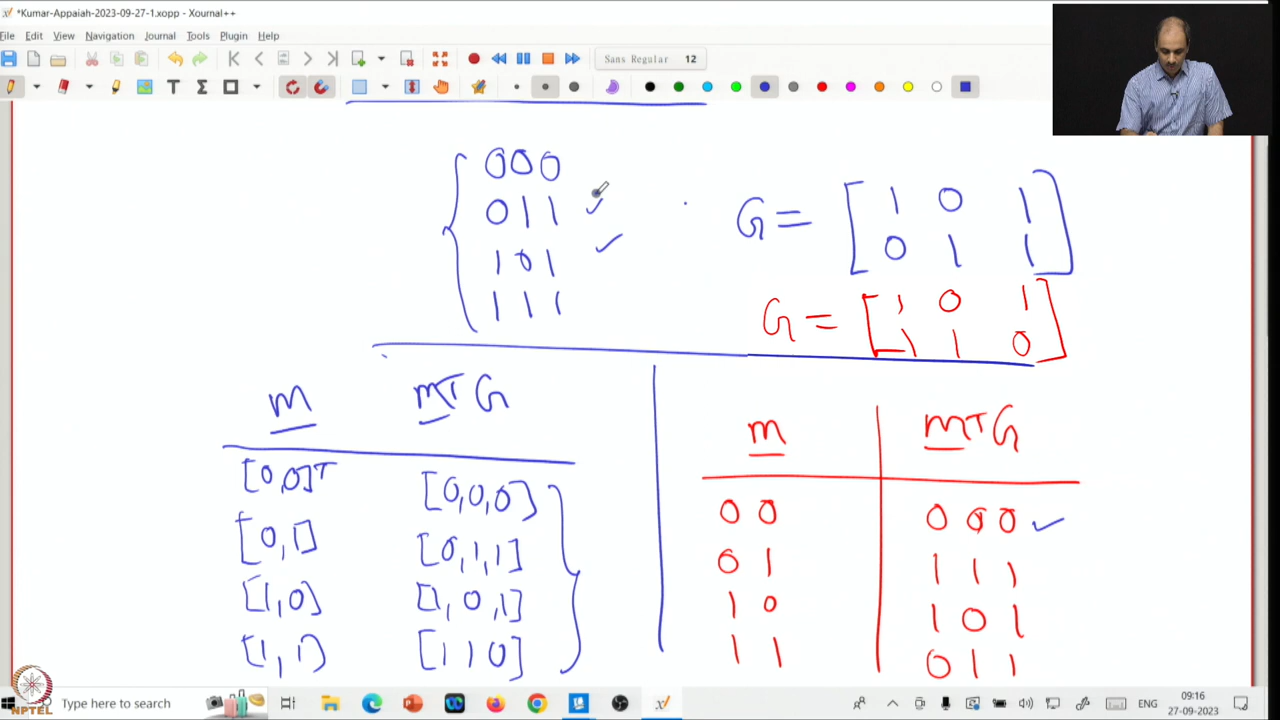 *Kumar-Appaiah-2023-09-27-1.xopp - Xournal++
File Edit View Navigation Journal Tools Plugin Help
Sans Regular 12
000
011
101
111
G = [ 1 0 1
0 1 1 ]
G = [ 1 0 1
1 1 0 ]
m mᵀG
[0,0]ᵀ [0,0,0]
[0,1] [0,1,1]
[1,0] [1,0,1]
[1,1] [1 1 0]
m mᵀG
0 0 0 0 0
0 1 1 1 1
1 0 1 0 1
1 1 0 1 1
NPTEL
Type here to search
ENG
09:16
27-09-2023